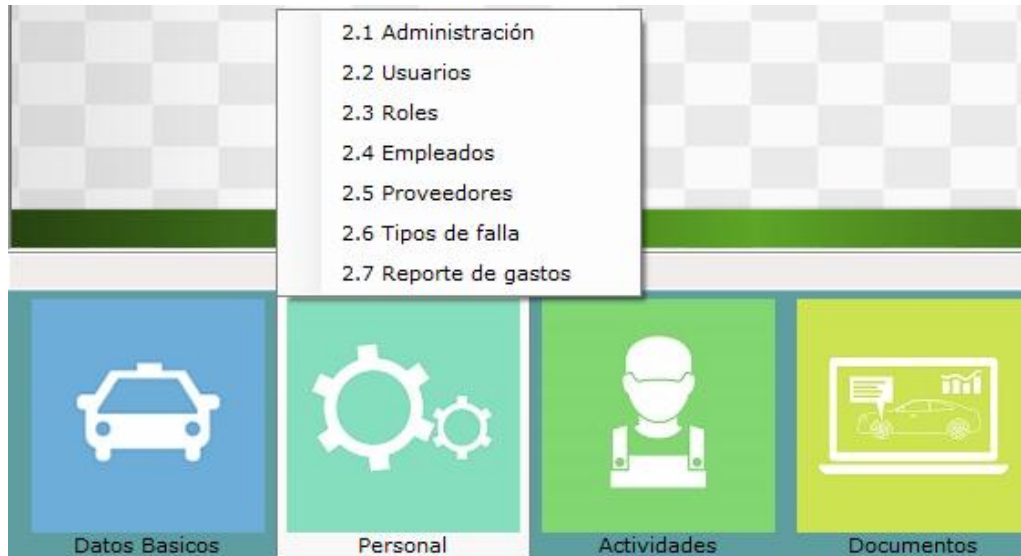 2.1 Administración
2.2 Usuarios
2.3 Roles
2.4 Empleados
2.5 Proveedores
2.6 Tipos de falla
2.7 Reporte de gastos
Datos Basicos
Personal
Actividades
Documentos